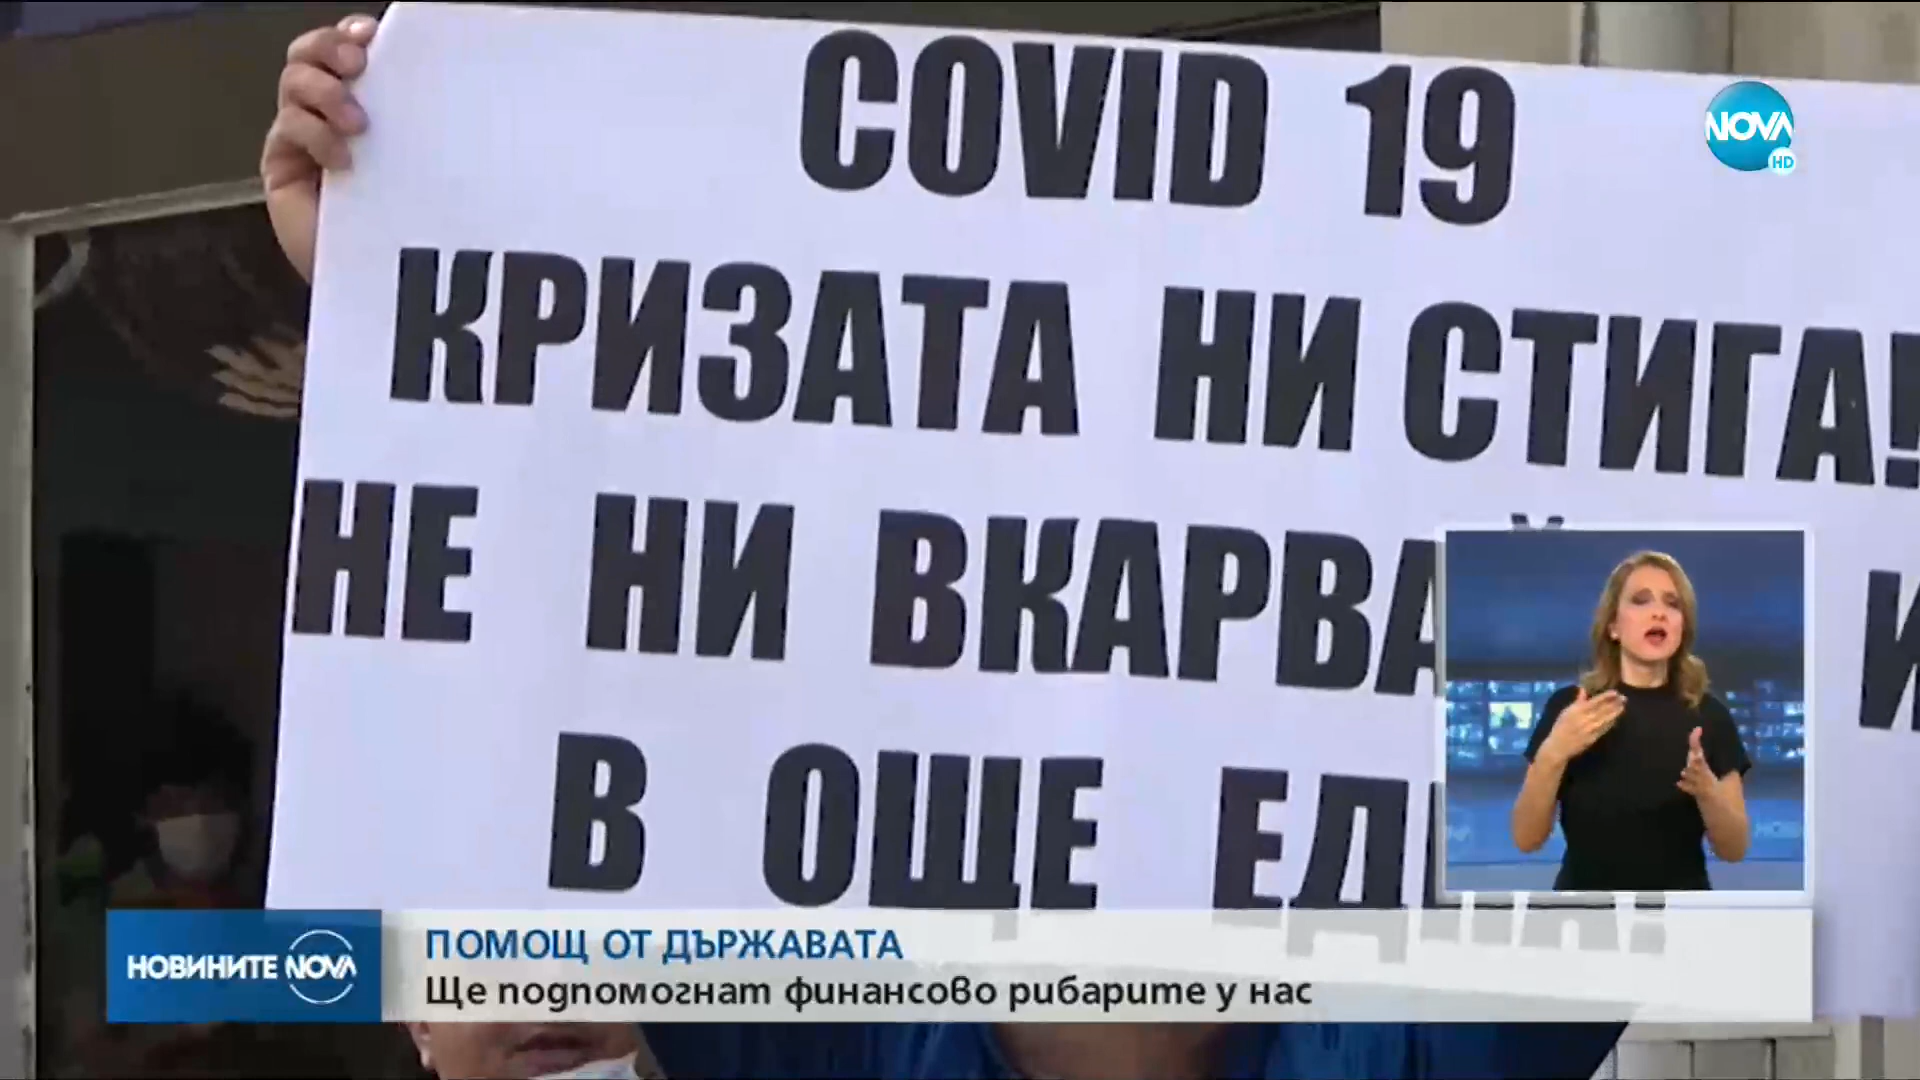 COVID 19
NOVA
HD
КРИЗАТА НИ СТИГА!
НЕ НИ
В ОЩЕ
НОВИНИТЕ NOVA
ПОМОЩ ОТ ДЪРЖАВАТА
Ще подпомогнат финансово рибарите у нас